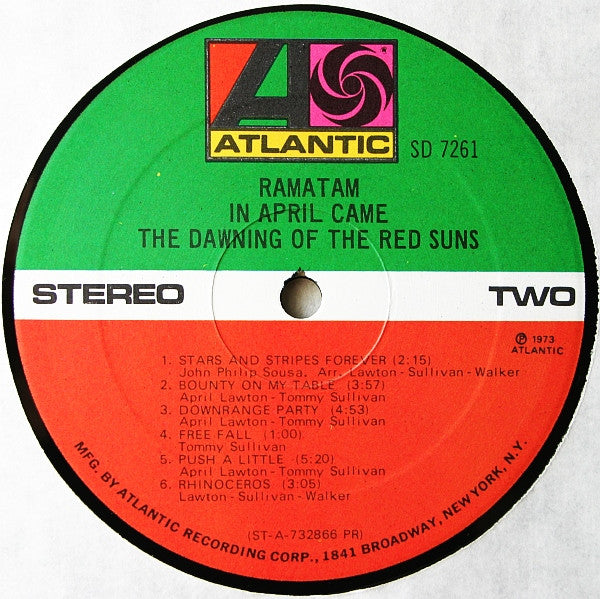 ATLANTIC
SD 7261
RAMATAM
IN APRIL CAME
THE DAWNING OF THE RED SUNS
STEREO
TWO
℗ 1973
ATLANTIC
1. STARS AND STRIPES FOREVER (2:15)
John Philip Sousa, Arr. Lawton-Sullivan-Walker
2. BOUNTY ON MY TABLE (3:57)
April Lawton-Tommy Sullivan
3. DOWNRANGE PARTY (4:53)
April Lawton-Tommy Sullivan
4. FREE FALL (1:00)
Tommy Sullivan
5. PUSH A LITTLE (5:20)
April Lawton-Tommy Sullivan
6. RHINOCEROS (3:05)
Lawton-Sullivan-Walker
(ST-A-732866 PR)
MFG. BY ATLANTIC RECORDING CORP., 1841 BROADWAY, NEW YORK, N.Y.